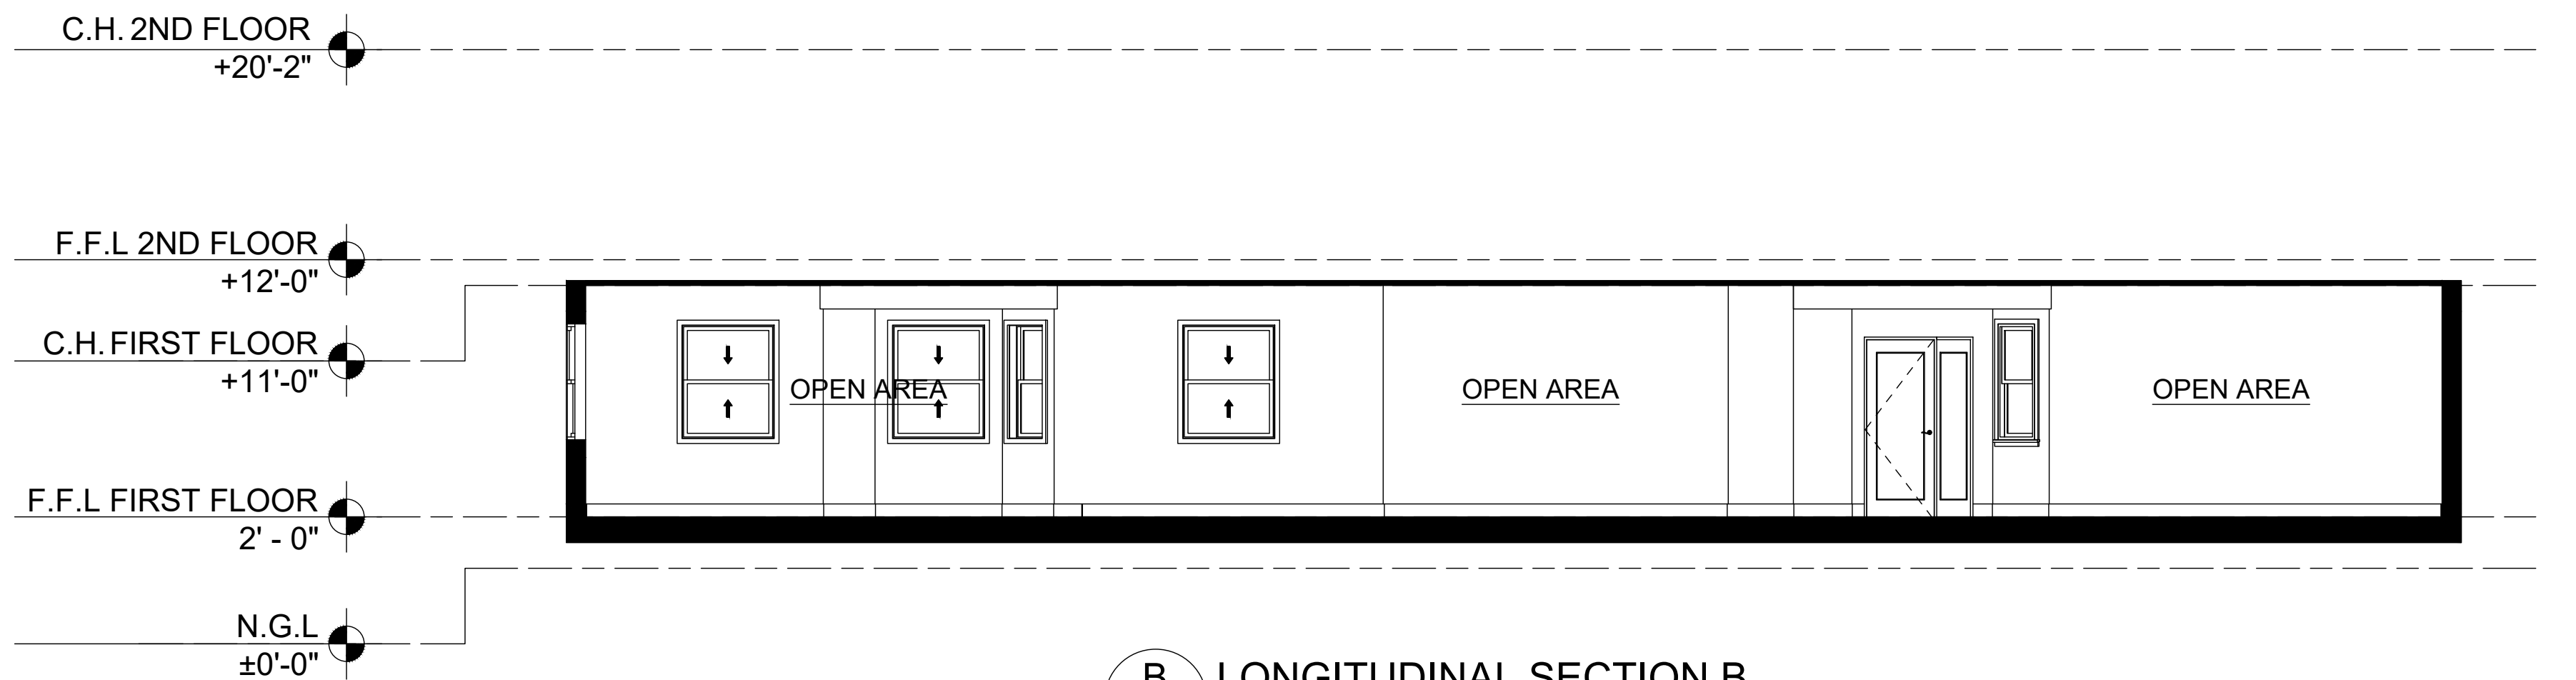 C.H. 2ND FLOOR
+20'-2"
F.F.L 2ND FLOOR
+12'-0"
C.H. FIRST FLOOR
+11'-0"
OPEN AREA
OPEN AREA
OPEN AREA
F.F.L FIRST FLOOR
2' - 0"
N.G.L
±0'-0"
B LONGITUDINAL SECTION B